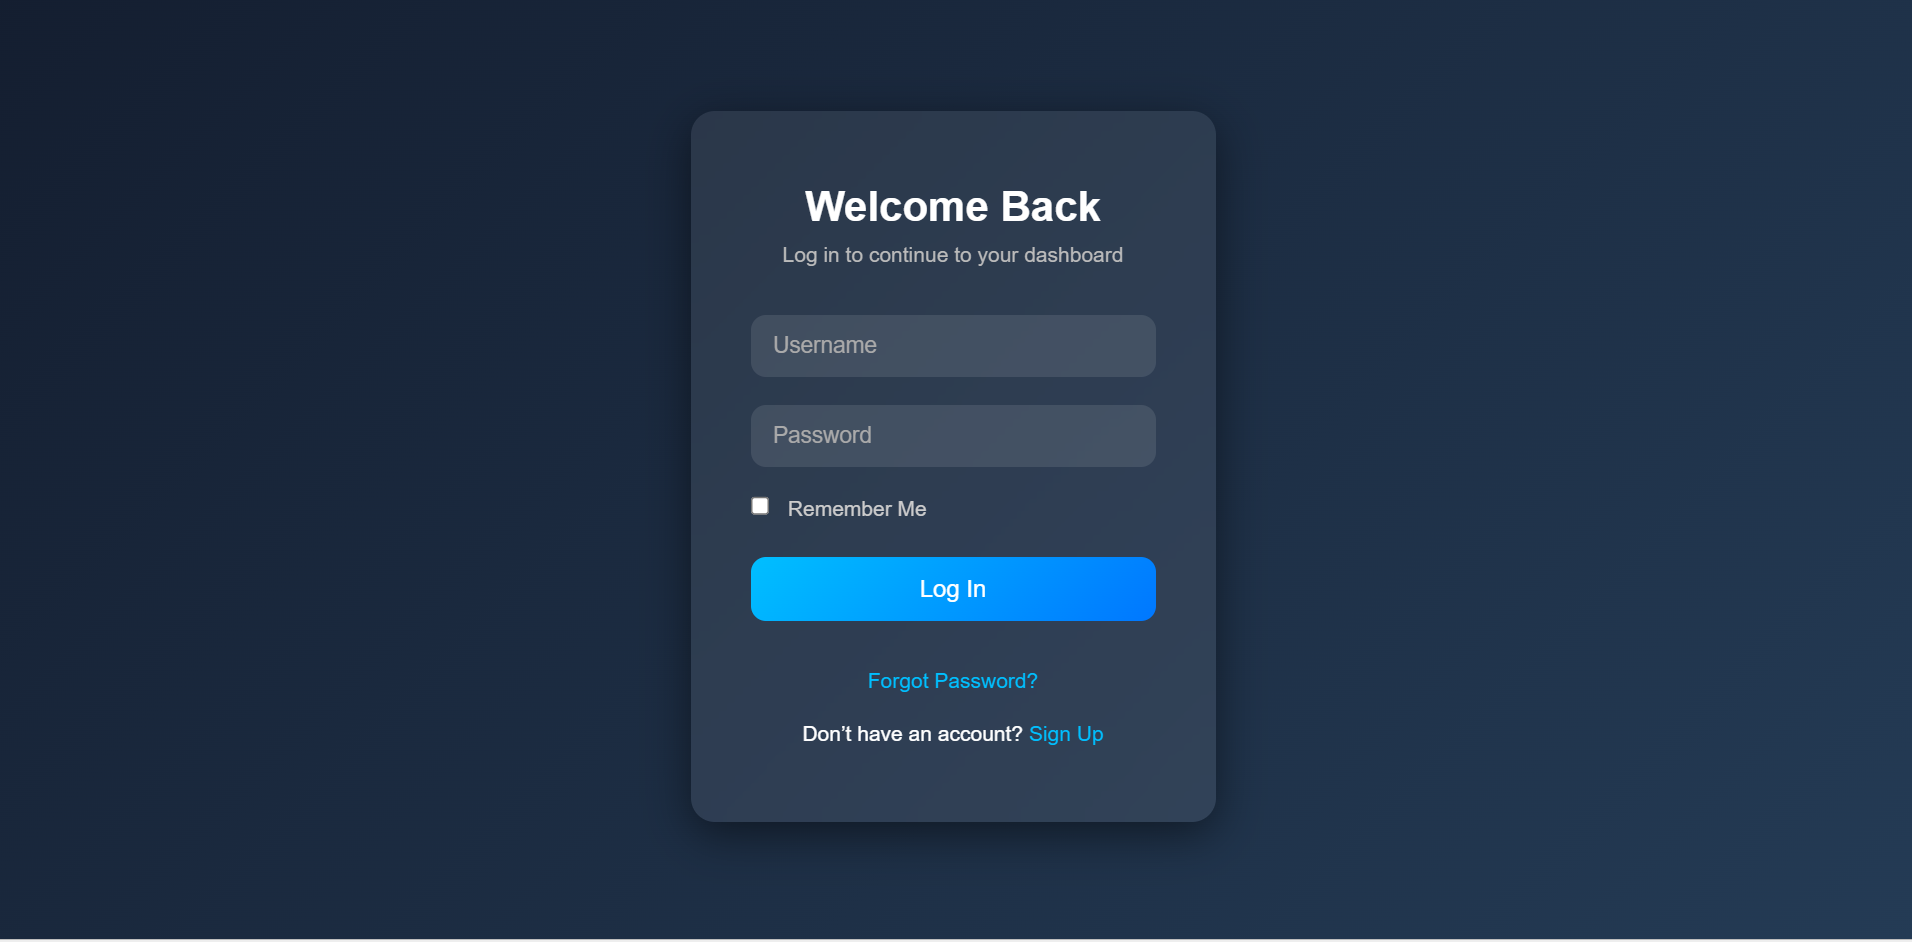 Welcome Back
Log in to continue to your dashboard
Username
Password
Remember Me
Log In
Forgot Password?
Don’t have an account? Sign Up